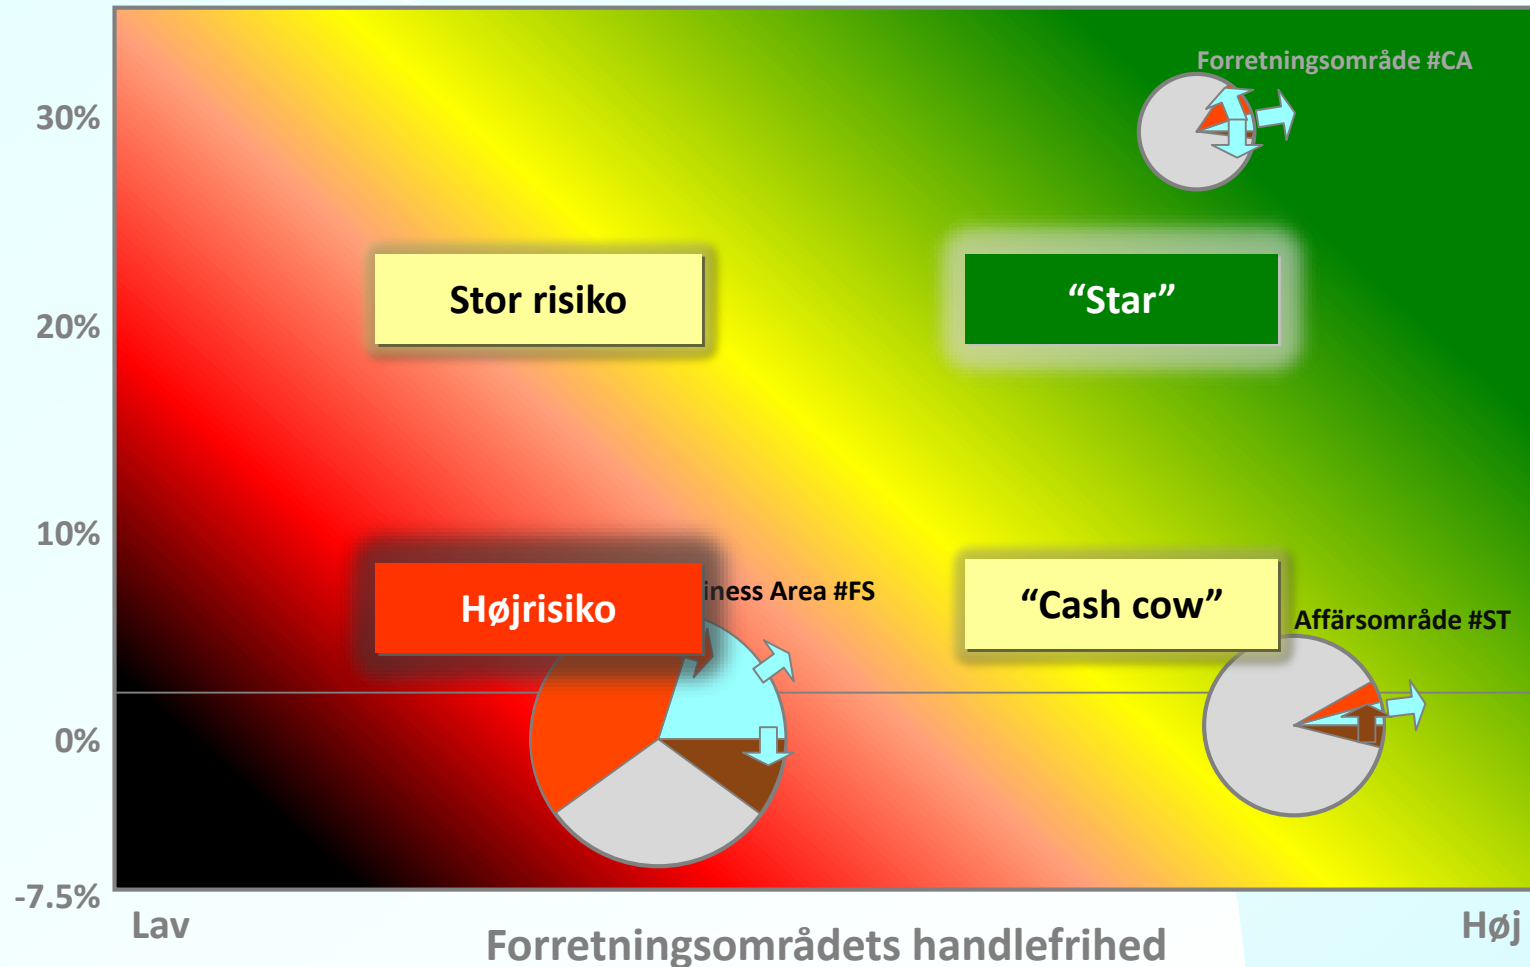 Forretningsområde #CA
30%
Stor risiko
“Star”
20%
10%
Højrisiko
iness Area #FS
“Cash cow”
Affärsområde #ST
0%
-7.5%
Lav
Høj
Forretningsområdets handlefrihed